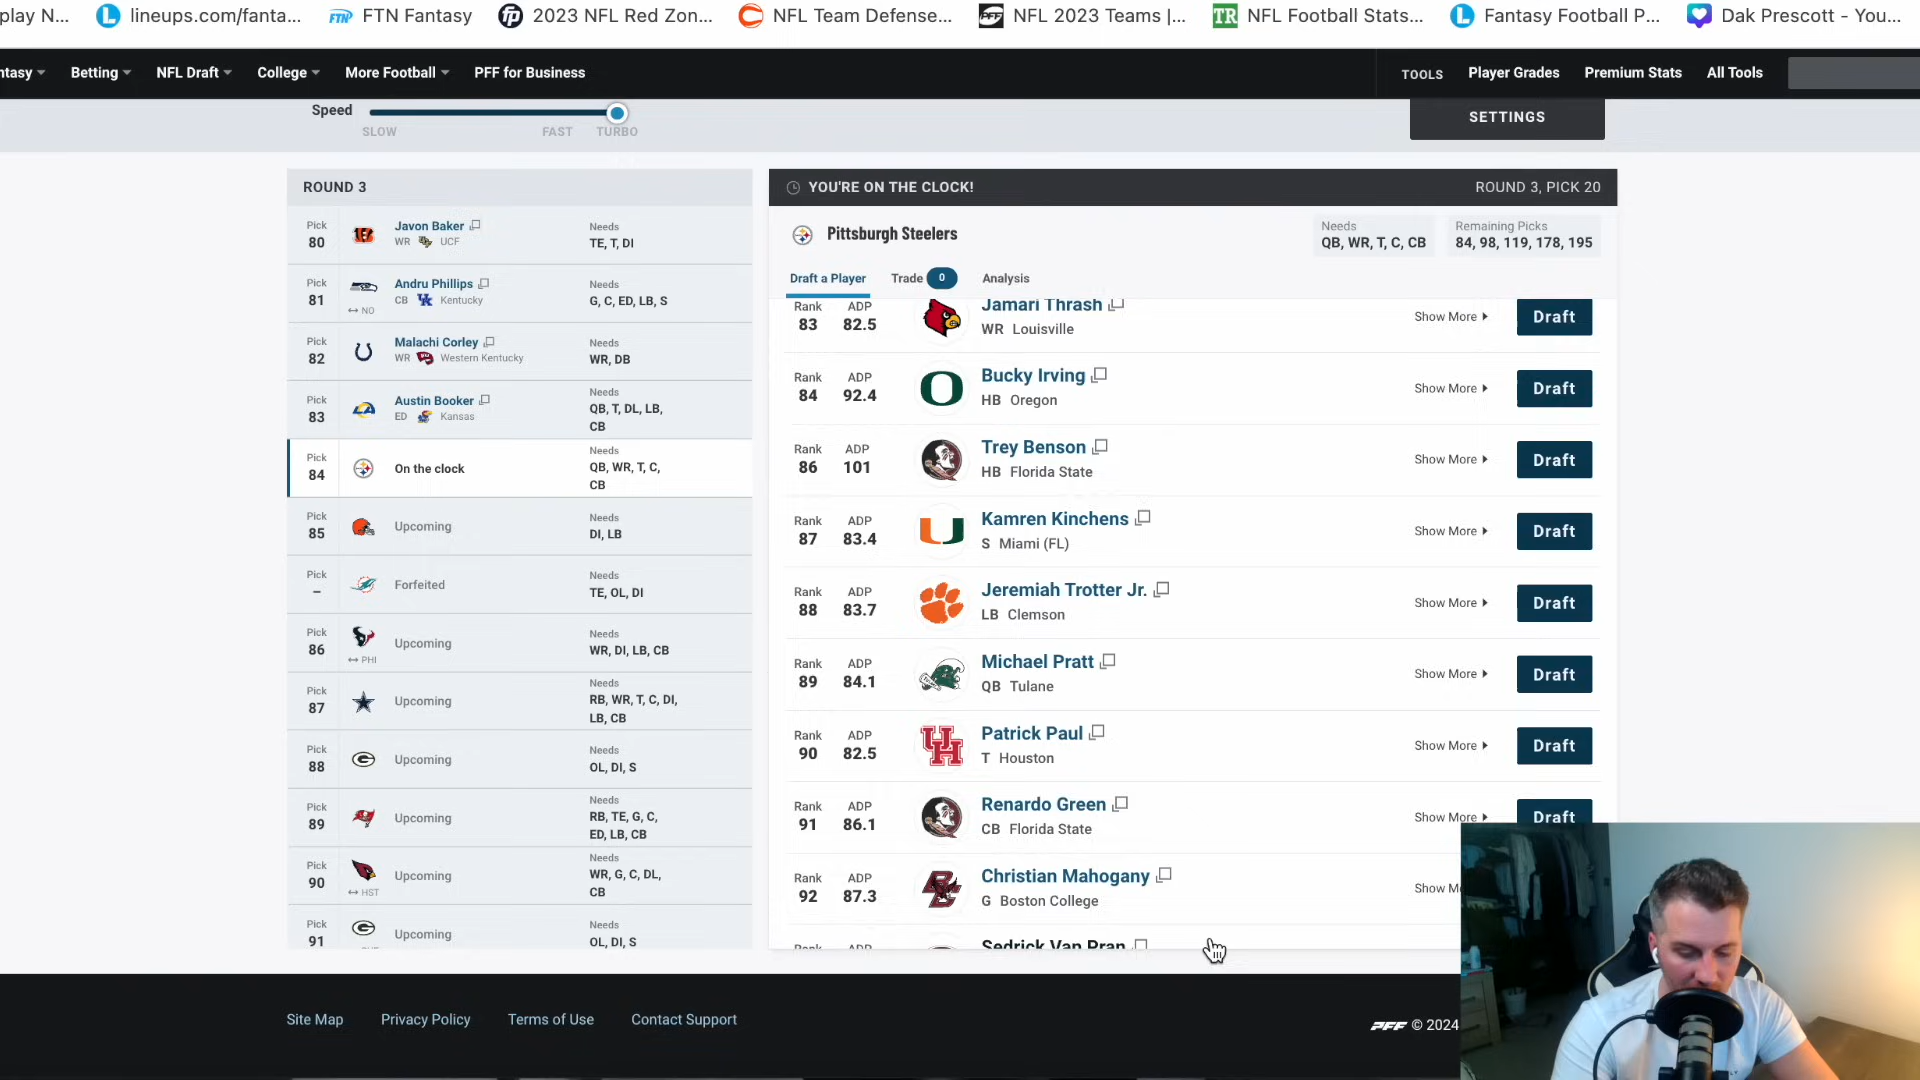 play N...
lineups.com/fanta...
FTN FTN Fantasy
fp 2023 NFL Red Zon...
NFL Team Defense...
PFF NFL 2023 Teams |...
TR NFL Football Stats...
Fantasy Football P...
Dak Prescott - You...
ntasy
Betting
NFL Draft
College
More Football
PFF for Business
TOOLS
Player Grades
Premium Stats
All Tools
Speed
SLOW
FAST
TURBO
SETTINGS
ROUND 3
Pick
80
Javon Baker
WR UCF
Needs
TE, T, DI
Pick
81
↔ NO
Andru Phillips
CB Kentucky
Needs
G, C, ED, LB, S
Pick
82
Malachi Corley
WR Western Kentucky
Needs
WR, DB
Pick
83
Austin Booker
ED Kansas
Needs
QB, T, DL, LB,
CB
Pick
84
On the clock
Needs
QB, WR, T, C,
CB
Pick
85
Upcoming
Needs
DI, LB
Pick
–
Forfeited
Needs
TE, OL, DI
Pick
86
↔ PHI
Upcoming
Needs
WR, DI, LB, CB
Pick
87
Upcoming
Needs
RB, WR, T, C, DI,
LB, CB
Pick
88
Upcoming
Needs
OL, DI, S
Pick
89
Upcoming
Needs
RB, TE, G, C,
ED, LB, CB
Pick
90
↔ HST
Upcoming
Needs
WR, G, C, DL,
CB
Pick
91
Upcoming
Needs
OL, DI, S
YOU'RE ON THE CLOCK!
ROUND 3, PICK 20
Pittsburgh Steelers
Needs
QB, WR, T, C, CB
Remaining Picks
84, 98, 119, 178, 195
Draft a Player
Trade 0
Analysis
Rank
83
ADP
82.5
Jamari Thrash
WR Louisville
Show More
Draft
Rank
84
ADP
92.4
Bucky Irving
HB Oregon
Show More
Draft
Rank
86
ADP
101
Trey Benson
HB Florida State
Show More
Draft
Rank
87
ADP
83.4
Kamren Kinchens
S Miami (FL)
Show More
Draft
Rank
88
ADP
83.7
Jeremiah Trotter Jr.
LB Clemson
Show More
Draft
Rank
89
ADP
84.1
Michael Pratt
QB Tulane
Show More
Draft
Rank
90
ADP
82.5
Patrick Paul
T Houston
Show More
Draft
Rank
91
ADP
86.1
Renardo Green
CB Florida State
Show More
Draft
Rank
92
ADP
87.3
Christian Mahogany
G Boston College
Show M
Rank
ADP
Sedrick Van Pran
Site Map
Privacy Policy
Terms of Use
Contact Support
PFF © 2024